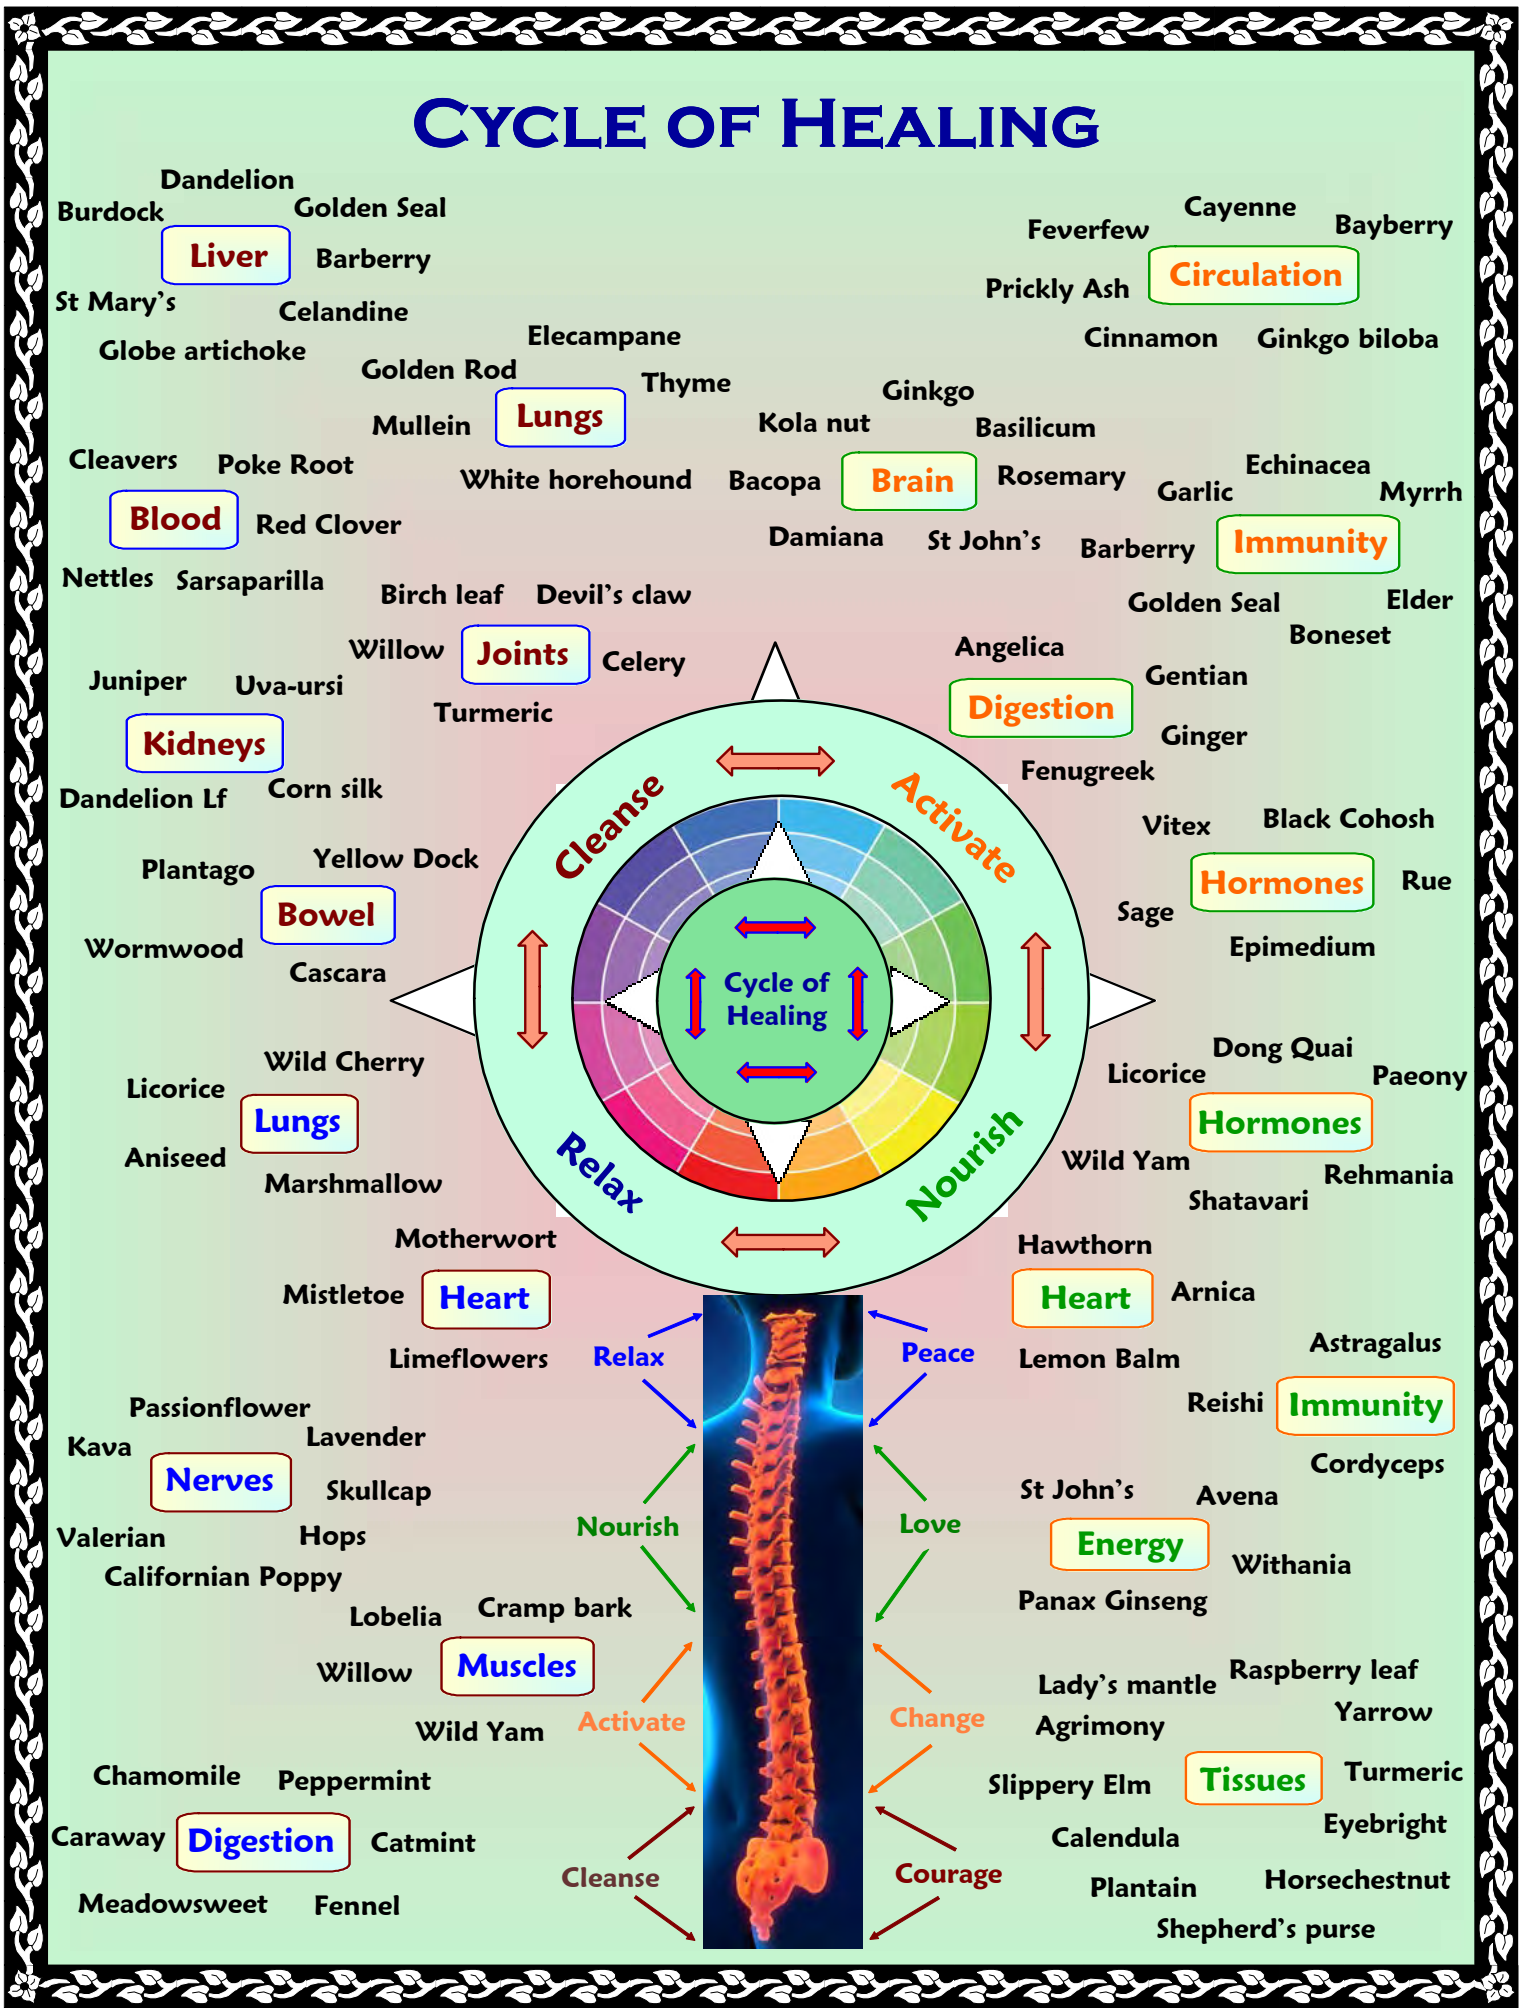 Cycle of Healing
Dandelion
Burdock
Golden Seal
Liver
Barberry
St Mary's
Celandine
Globe artichoke
Elecampane
Golden Rod
Thyme
Lungs
Mullein
White horehound
Cleavers
Poke Root
Blood
Red Clover
Nettles
Sarsaparilla
Birch leaf
Devil's claw
Willow
Joints
Celery
Turmeric
Juniper
Uva-ursi
Kidneys
Dandelion Lf
Corn silk
Plantago
Yellow Dock
Bowel
Wormwood
Cascara
Cayenne
Feverfew
Bayberry
Circulation
Prickly Ash
Cinnamon
Ginkgo biloba
Ginkgo
Kola nut
Basilicum
Bacopa
Brain
Rosemary
Damiana
St John's
Echinacea
Garlic
Myrrh
Immunity
Barberry
Golden Seal
Elder
Boneset
Angelica
Gentian
Digestion
Ginger
Fenugreek
Vitex
Black Cohosh
Hormones
Rue
Sage
Epimedium
Cleanse
Activate
Cycle of
Healing
Relax
Nourish
Wild Cherry
Licorice
Lungs
Aniseed
Marshmallow
Motherwort
Mistletoe
Heart
Limeflowers
Passionflower
Kava
Lavender
Nerves
Skullcap
Valerian
Hops
Californian Poppy
Lobelia
Cramp bark
Willow
Muscles
Wild Yam
Chamomile
Peppermint
Caraway
Digestion
Catmint
Meadowsweet
Fennel
Relax
Peace
Nourish
Love
Activate
Change
Cleanse
Courage
Dong Quai
Licorice
Paeony
Hormones
Wild Yam
Rehmania
Shatavari
Hawthorn
Heart
Arnica
Lemon Balm
Astragalus
Reishi
Immunity
Cordyceps
St John's
Avena
Energy
Withania
Panax Ginseng
Lady's mantle
Raspberry leaf
Agrimony
Yarrow
Slippery Elm
Tissues
Turmeric
Calendula
Eyebright
Plantain
Horsechestnut
Shepherd's purse